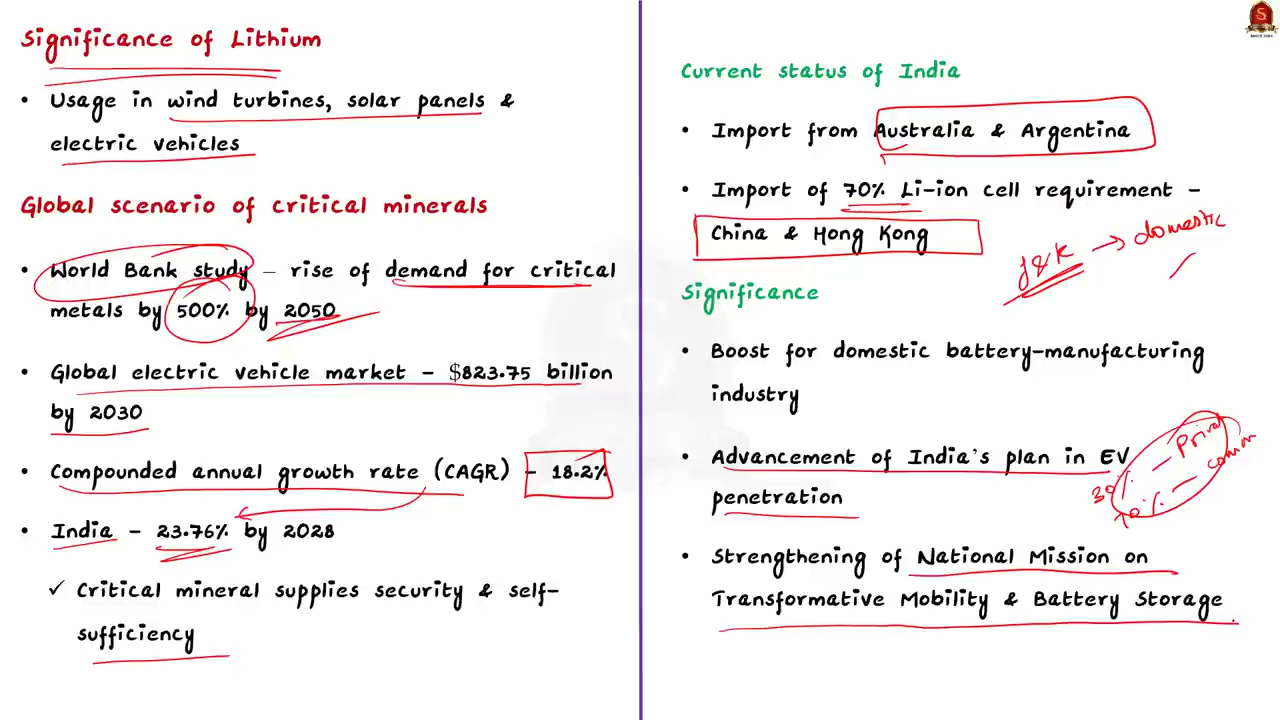 Significance of Lithium
• Usage in wind turbines, solar panels &
electric vehicles
Global scenario of critical minerals
• World Bank study – rise of demand for critical
metals by 500% by 2050
• Global electric vehicle market – $823.75 billion
by 2030
• Compounded annual growth rate (CAGR) – 18.2%
• India – 23.76% by 2028
✓ Critical mineral supplies security & self-
sufficiency
Current status of India
• Import from Australia & Argentina
• Import of 70% Li-ion cell requirement –
China & Hong Kong
J&K → domestic
Significance
• Boost for domestic battery-manufacturing
industry
• Advancement of India's plan in EV
penetration
30% – Priva
70% – comm
• Strengthening of National Mission on
Transformative Mobility & Battery Storage
S